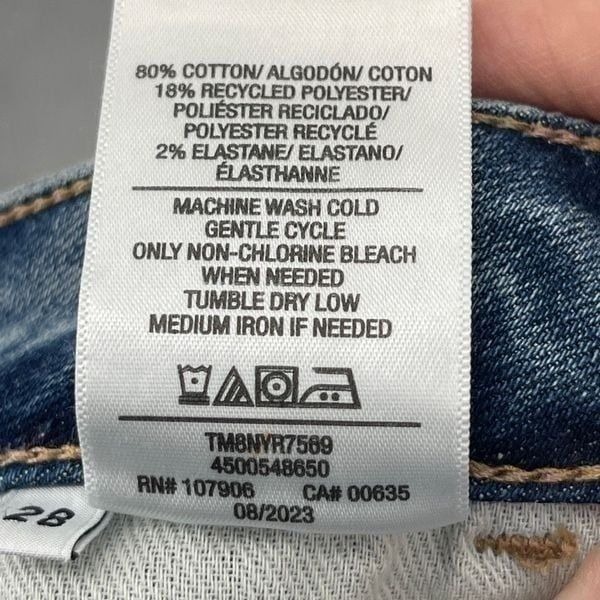 80% COTTON/ ALGODÓN/ COTON
18% RECYCLED POLYESTER/
POLIÉSTER RECICLADO/
POLYESTER RECYCLÉ
2% ELASTANE/ ELASTANO/
ÉLASTHANNE
MACHINE WASH COLD
GENTLE CYCLE
ONLY NON-CHLORINE BLEACH
WHEN NEEDED
TUMBLE DRY LOW
MEDIUM IRON IF NEEDED
TM8NYR7569
4500548650
RN# 107906 CA# 00635
08/2023
2B